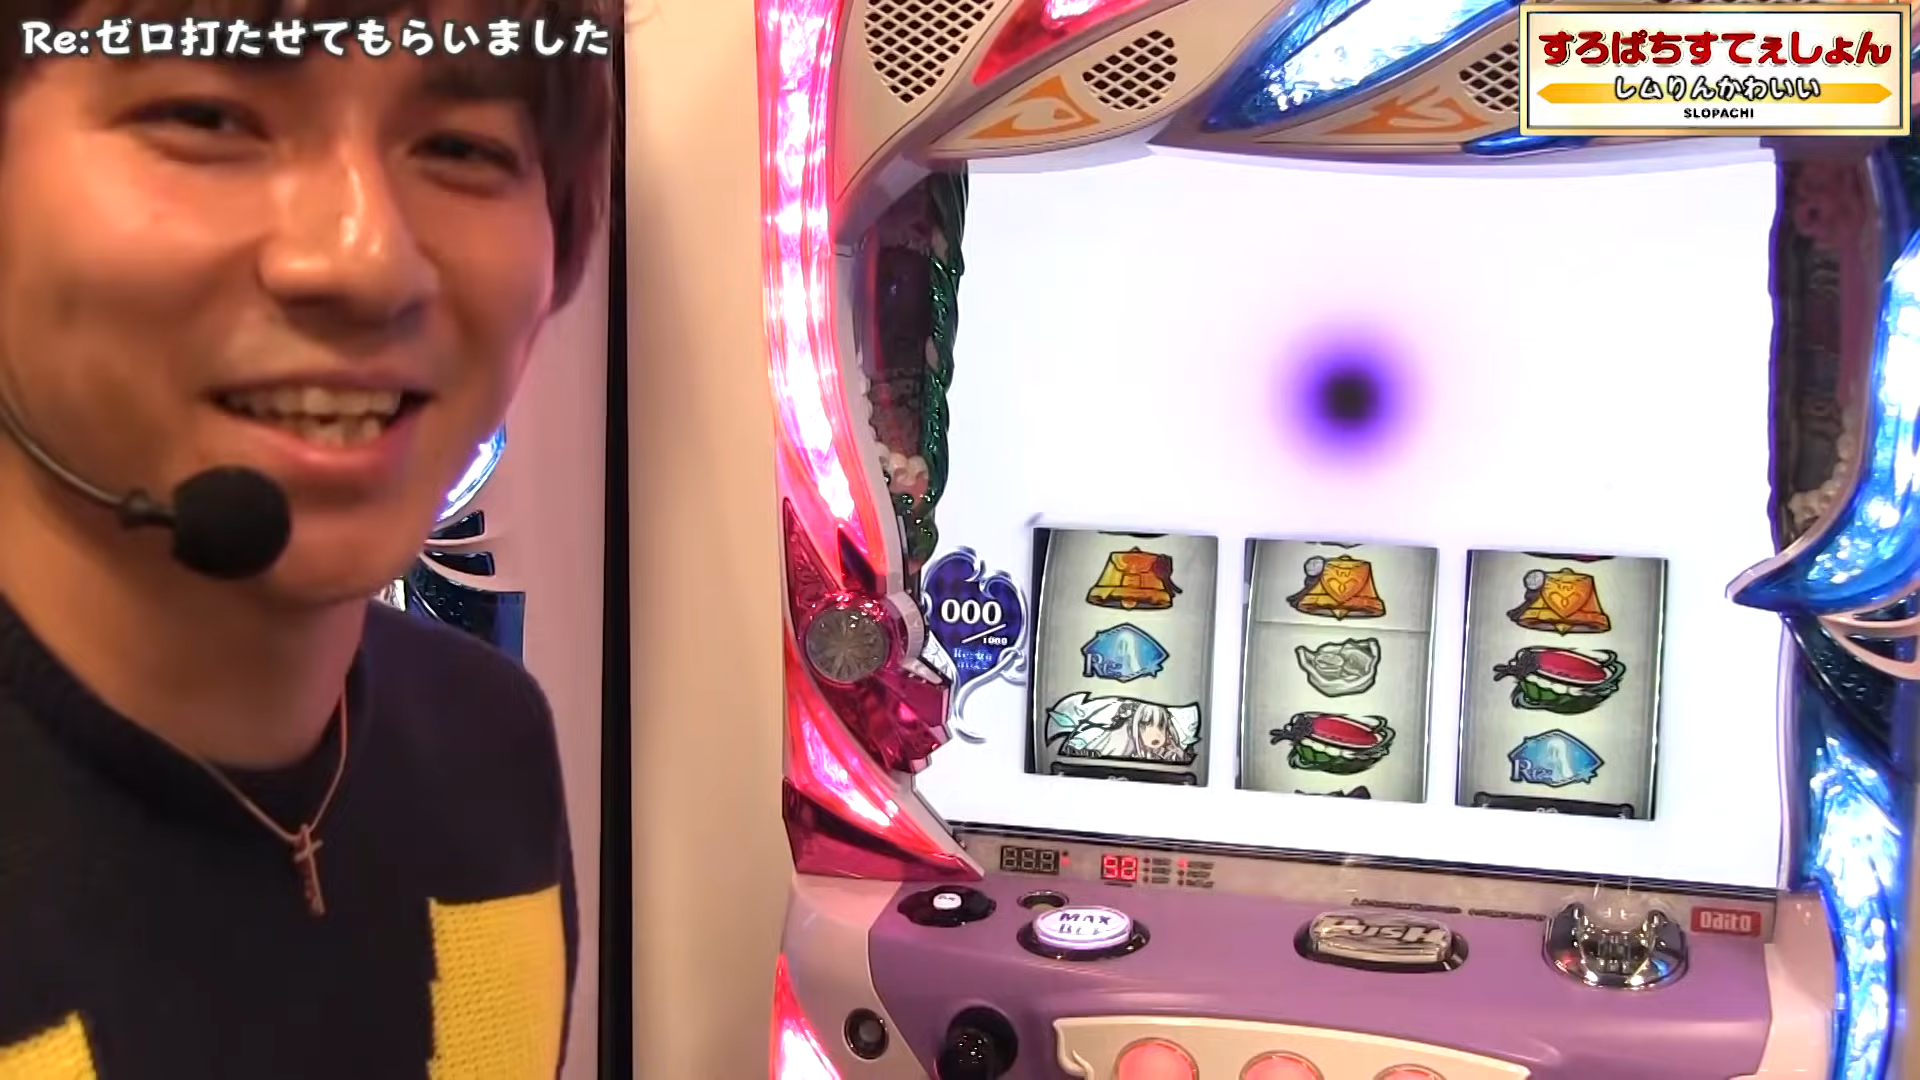 Re:ゼロ打たせてもらいました
すろぱちすてぇしょん
レムりんかわいい
SLOPACHI
000
1000
Re:
Re:
MAX
BET
PUSH
Daito